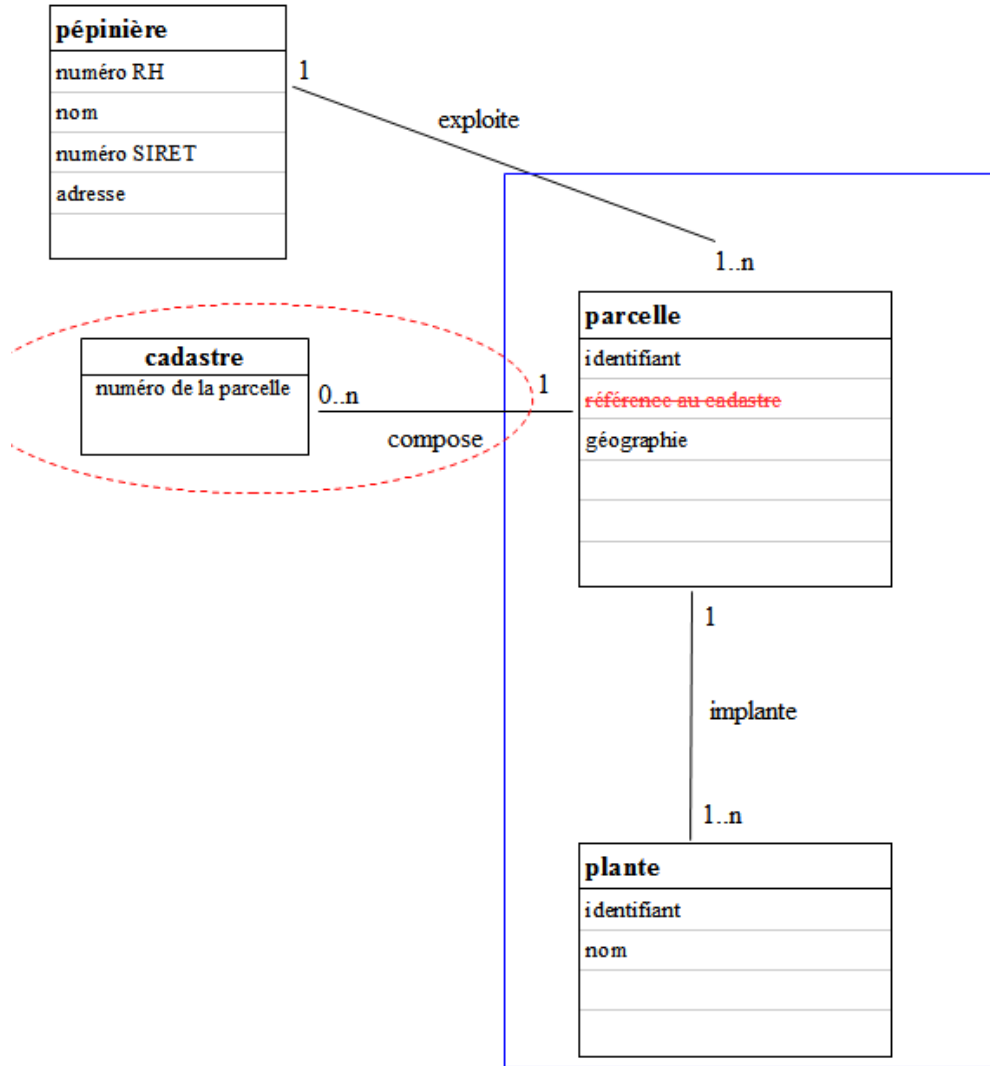 pépinière
numéro RH
nom
numéro SIRET
adresse
1
exploite
1..n
cadastre
numéro de la parcelle
0..n
compose
1
parcelle
identifiant
référence au cadastre
géographie
1
implante
1..n
plante
identifiant
nom